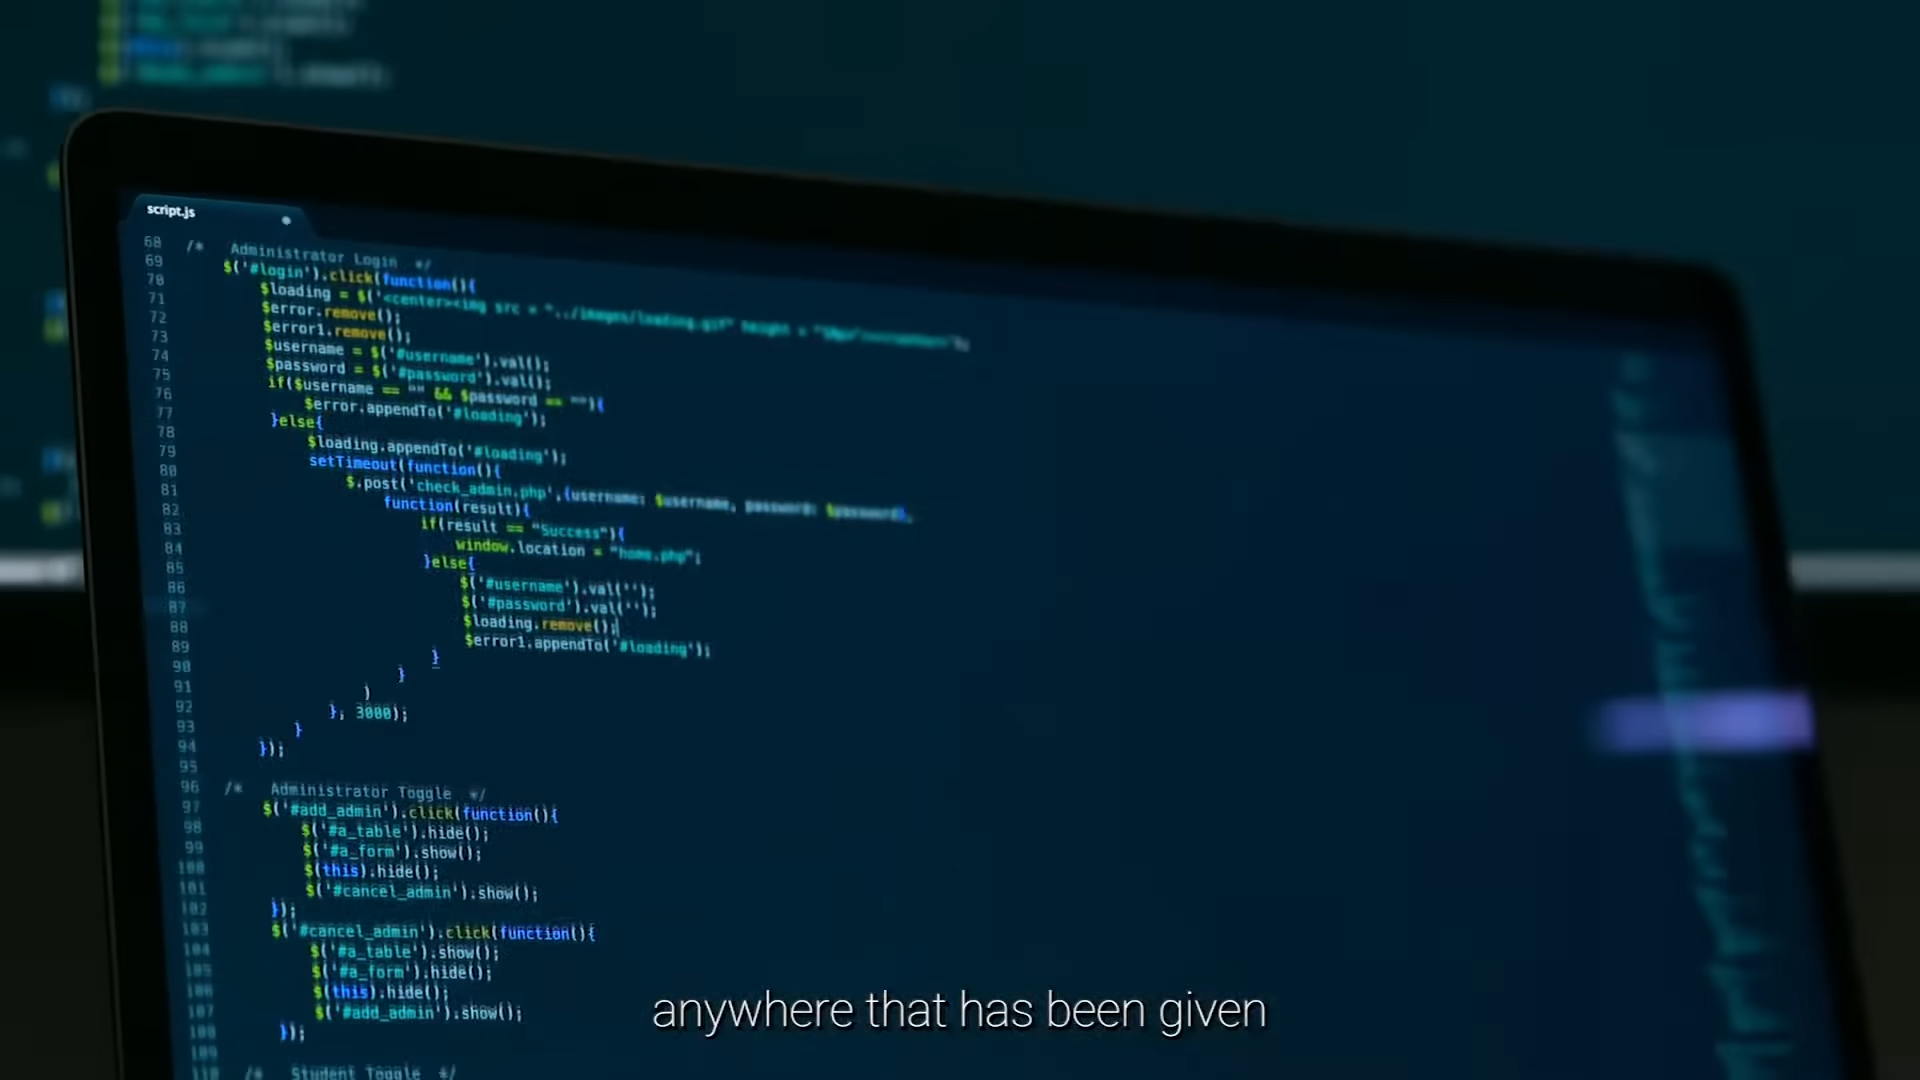 script.js
68 /* Administrator Login */
69 $('#login').click(function(){
70 $loading = $('<center><img src = "../images/loading.gif" height =
71 $error.remove();
72 $error1.remove();
73 $username = $('#username').val();
74 $password = $('#password').val();
75 if($username == "" && $password == ""){
76 $error.appendTo('#loading');
77 }else{
78 $loading.appendTo('#loading');
79 setTimeout(function(){
80 $.post('check_admin.php',{username: $username, password: $password},
81 function(result){
82 if(result == "Success"){
83 window.location = "home.php";
84 }else{
85 $('#username').val('');
86 $('#password').val('');
87 $loading.remove();
88 $error1.appendTo('#loading');
89 }
90 }
91 )
92 }, 3000);
93 }
94 });
95
96 /* Administrator Toggle */
97 $('#add_admin').click(function(){
98 $('#a_table').hide();
99 $('#a_form').show();
100 $(this).hide();
101 $('#cancel_admin').show();
102 });
103 $('#cancel_admin').click(function(){
104 $('#a_table').show();
105 $('#a_form').hide();
106 $(this).hide();
107 $('#add_admin').show();
108 });
109
110 /* Student Toggle */
anywhere that has been given